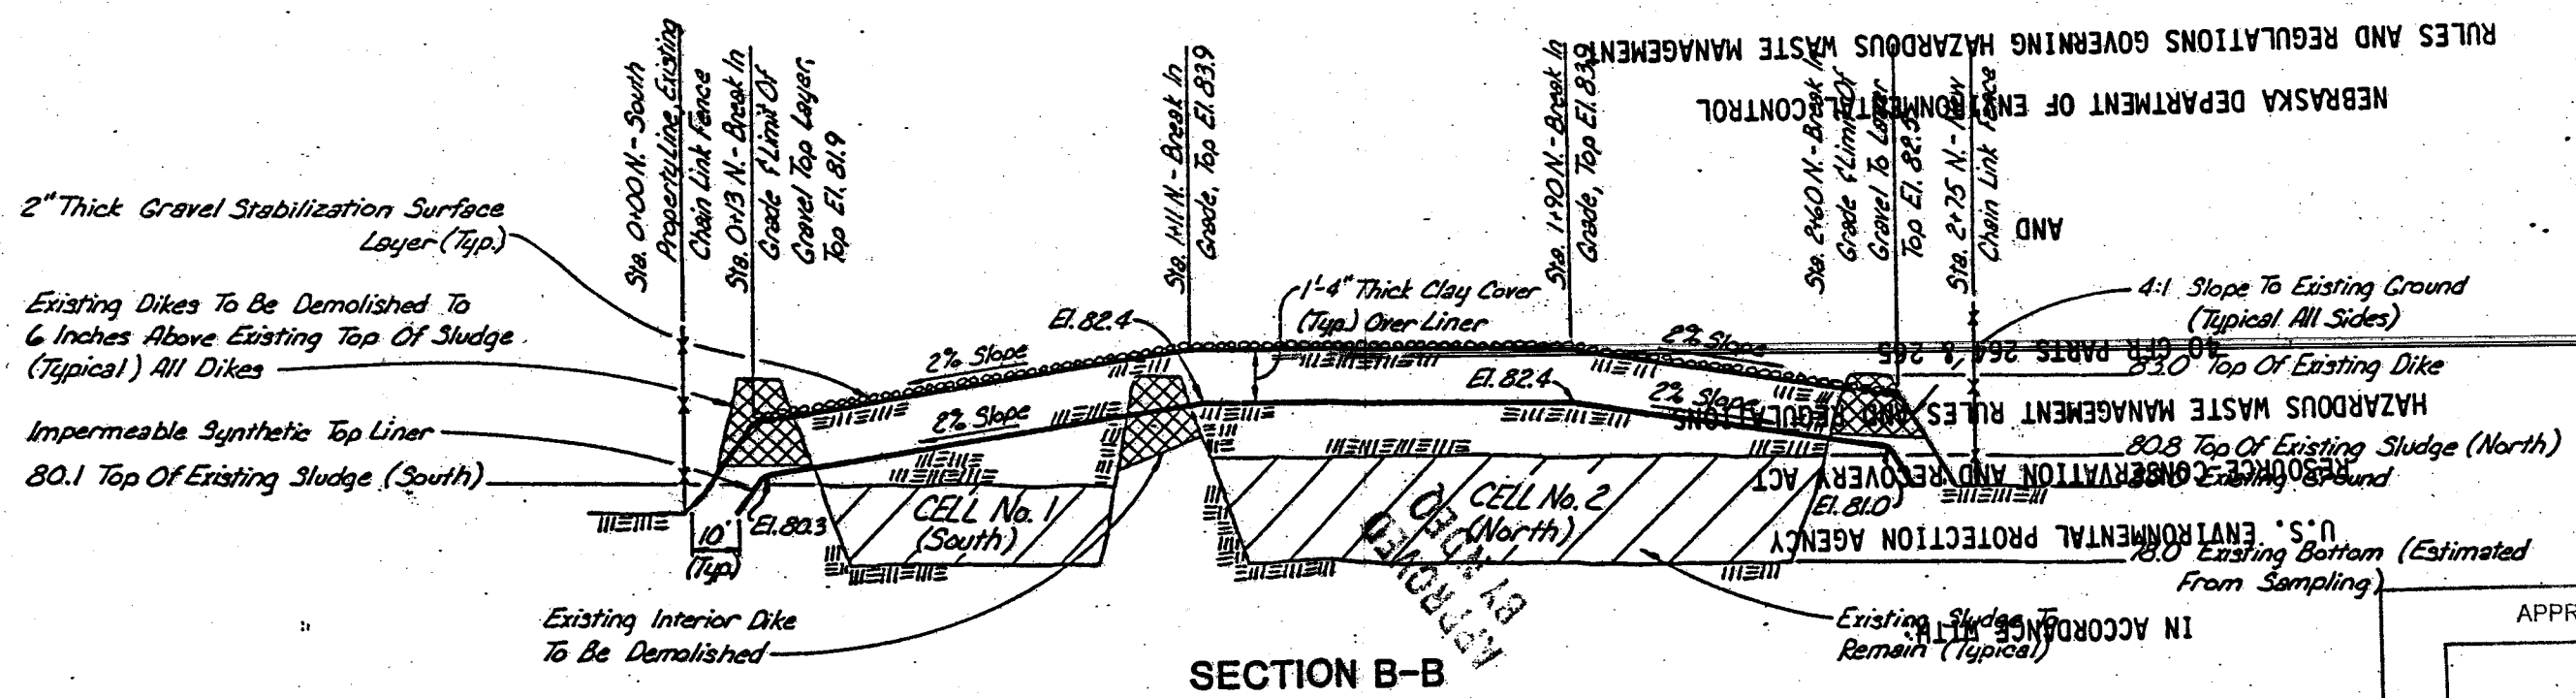 Sta. 0+00 N.- South
Property Line, Existing
Chain Link Fence
Sta. 0+13 N.- Break In
Grade & Limit Of
Gravel Top Layer,
Top El. 81.9
Sta. 1+11 N.- Break In
Grade, Top El. 83.9
Sta. 1+90 N.- Break In
Grade, Top El. 83.9
Sta. 2+60 N.- Break In
Grade & Limit Of
Gravel To Layer
Top El. 82.5
Sta. 2+75 N.- New
Chain Link Fence
2" Thick Gravel Stabilization Surface
Layer (Typ.)
Existing Dikes To Be Demolished To
6 Inches Above Existing Top Of Sludge
(Typical) All Dikes
Impermeable Synthetic Top Liner
80.1 Top Of Existing Sludge (South)
10'
(Typ.)
El. 80.3
2% Slope
2% Slope
El. 82.4
1'-4" Thick Clay Cover
(Typ.) Over Liner
El. 82.4
2% Slope
2% Slope
CELL No. 1
(South)
CELL No. 2
(North)
El. 81.0
4:1 Slope To Existing Ground
(Typical All Sides)
83.0 Top Of Existing Dike
80.8 Top Of Existing Sludge (North)
Existing Ground
78.0 Existing Bottom (Estimated
From Sampling)
Existing Sludge To
Remain (Typical)
Existing Interior Dike
To Be Demolished
SECTION B-B
APPR
APPROVED
BY NDEQ
IN ACCORDANCE WITH:
U.S. ENVIRONMENTAL PROTECTION AGENCY
RESOURCE CONSERVATION AND RECOVERY ACT
HAZARDOUS WASTE MANAGEMENT RULES AND REGULATIONS
40 CFR PARTS 264 & 265
AND
NEBRASKA DEPARTMENT OF ENVIRONMENTAL CONTROL
RULES AND REGULATIONS GOVERNING HAZARDOUS WASTE MANAGEMENT